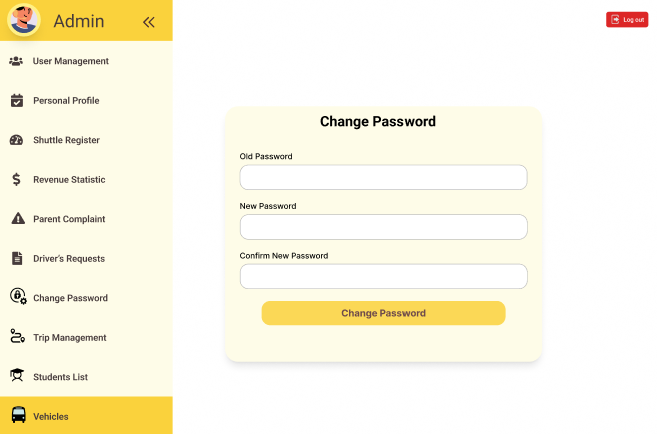 Admin
Log out
User Management
Personal Profile
Shuttle Register
Revenue Statistic
Parent Complaint
Driver's Requests
Change Password
Trip Management
Students List
Vehicles
Change Password
Old Password
New Password
Confirm New Password
Change Password